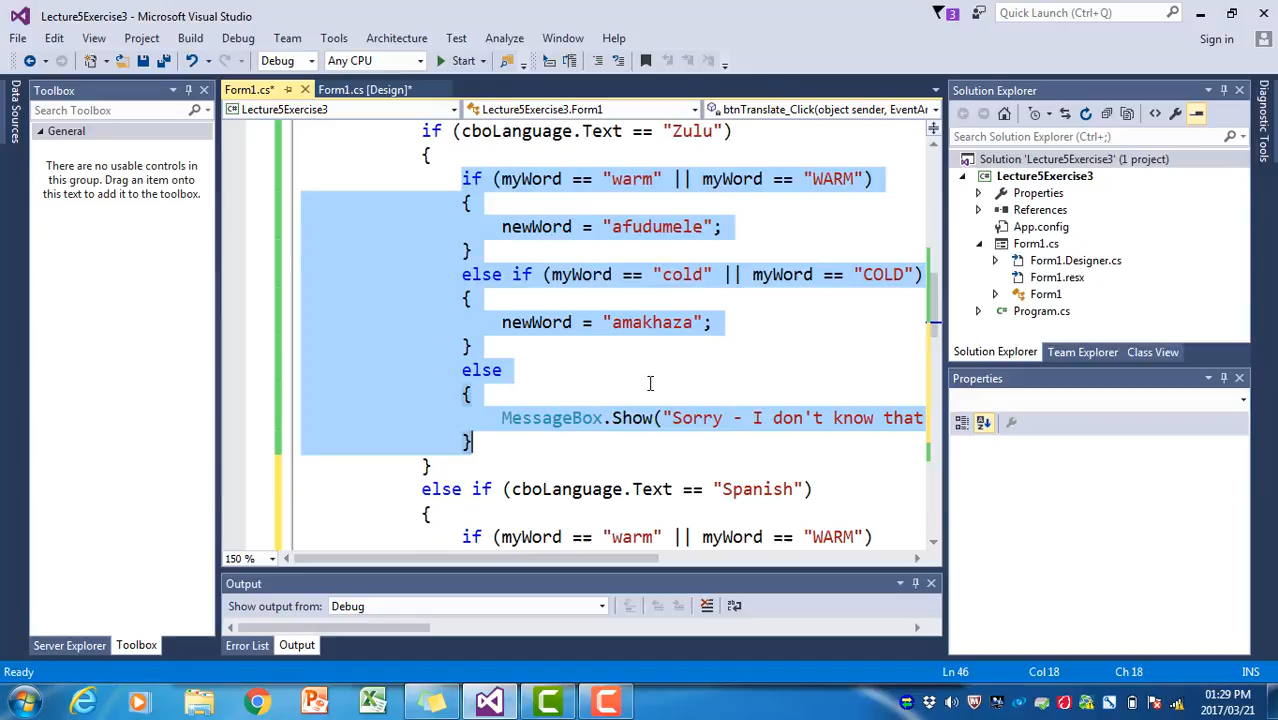 Lecture5Exercise3 - Microsoft Visual Studio
3
Quick Launch (Ctrl+Q)
File Edit View Project Build Debug Team Tools Architecture Test Analyze Window Help
Sign in
Debug Any CPU Start
Data Sources
Toolbox
Search Toolbox
General
There are no usable controls in
this group. Drag an item onto
this text to add it to the toolbox.
Server Explorer Toolbox
Form1.cs* Form1.cs [Design]*
Lecture5Exercise3 Lecture5Exercise3.Form1 btnTranslate_Click(object sender, EventAr
if (cboLanguage.Text == "Zulu")
{
if (myWord == "warm" || myWord == "WARM")
{
newWord = "afudumele";
}
else if (myWord == "cold" || myWord == "COLD")
{
newWord = "amakhaza";
}
else
{
MessageBox.Show("Sorry - I don't know that
}
}
else if (cboLanguage.Text == "Spanish")
{
if (myWord == "warm" || myWord == "WARM")
150 %
Output
Show output from: Debug
Error List Output
Solution Explorer
Search Solution Explorer (Ctrl+;)
Solution 'Lecture5Exercise3' (1 project)
Lecture5Exercise3
Properties
References
App.config
Form1.cs
Form1.Designer.cs
Form1.resx
Form1
Program.cs
Solution Explorer Team Explorer Class View
Properties
Diagnostic Tools
Ready Ln 46 Col 18 Ch 18 INS
01:29 PM
2017/03/21